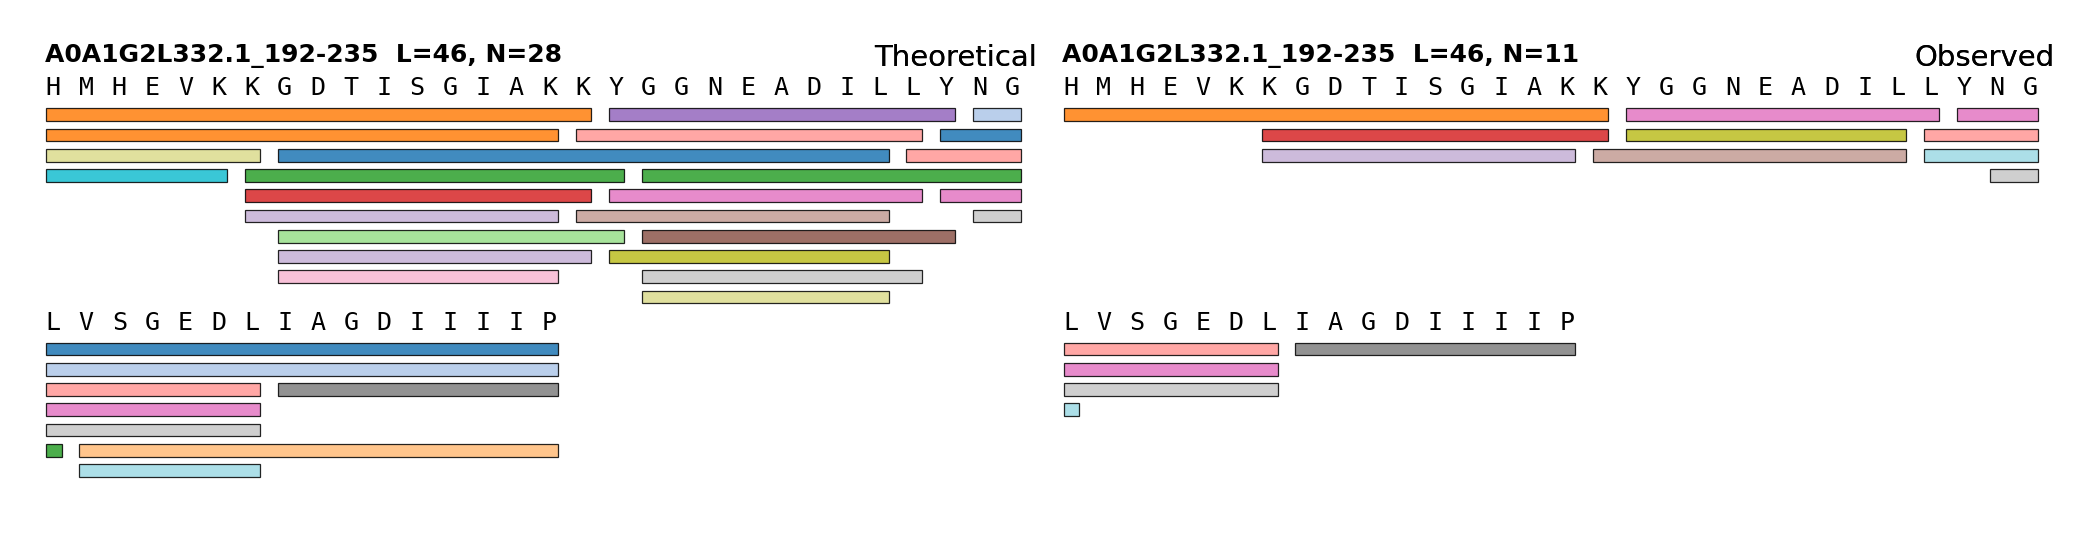 A0A1G2L332.1_192-235 L=46, N=28 Theoretical
H M H E V K K G D T I S G I A K K Y G G N E A D I L L Y N G
L V S G E D L I A G D I I I I P
A0A1G2L332.1_192-235 L=46, N=11 Observed
H M H E V K K G D T I S G I A K K Y G G N E A D I L L Y N G
L V S G E D L I A G D I I I I P